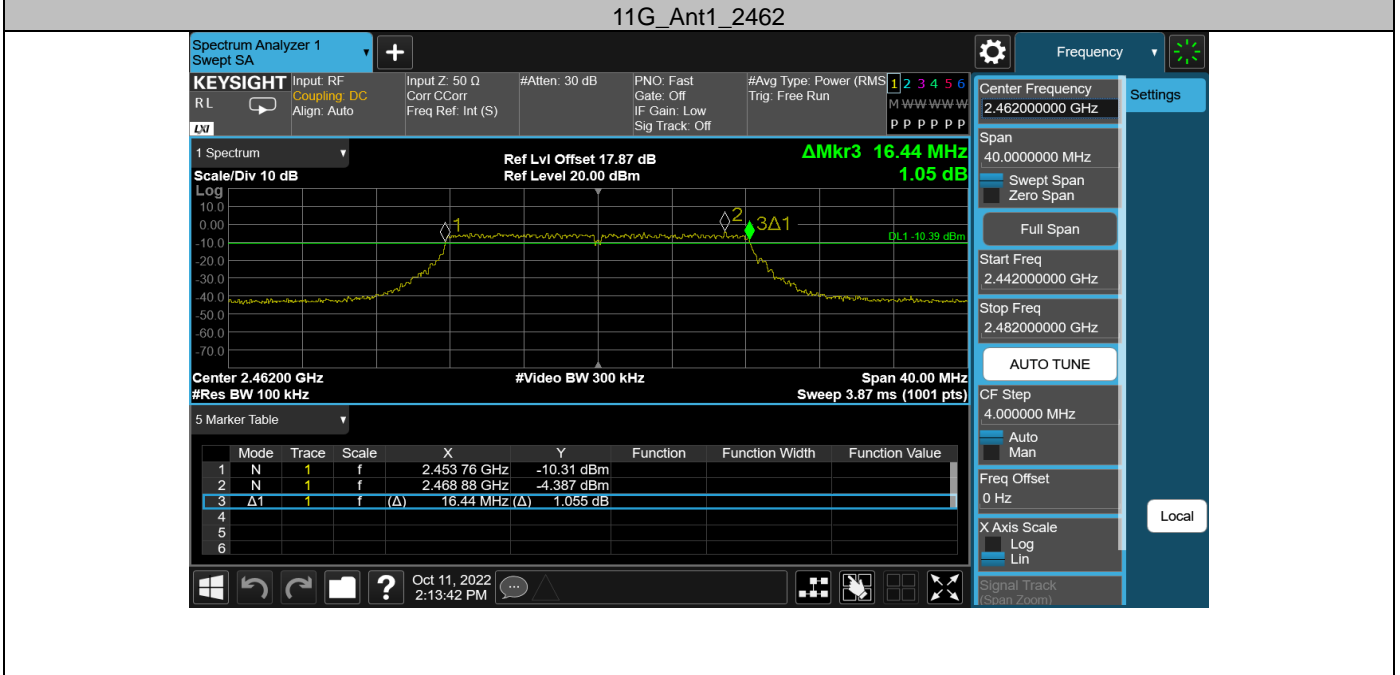 11G_Ant1_2462
Spectrum Analyzer 1
Swept SA
+
Frequency
KEYSIGHT
R L
LXI
Input: RF
Coupling: DC
Align: Auto
Input Z: 50 Ω
Corr CCorr
Freq Ref: Int (S)
#Atten: 30 dB
PNO: Fast
Gate: Off
IF Gain: Low
Sig Track: Off
#Avg Type: Power (RMS
Trig: Free Run
1 2 3 4 5 6
M W W W W W
P P P P P P
1 Spectrum
Scale/Div 10 dB
Log
Ref Lvl Offset 17.87 dB
Ref Level 20.00 dBm
ΔMkr3 16.44 MHz
1.05 dB
10.0
0.00
-10.0
-20.0
-30.0
-40.0
-50.0
-60.0
-70.0
1
2
3Δ1
DL1 -10.39 dBm
Center 2.46200 GHz
#Res BW 100 kHz
#Video BW 300 kHz
Span 40.00 MHz
Sweep 3.87 ms (1001 pts)
5 Marker Table
Mode Trace Scale X Y Function Function Width Function Value
1 N 1 f 2.453 76 GHz -10.31 dBm
2 N 1 f 2.468 88 GHz -4.387 dBm
3 Δ1 1 f (Δ) 16.44 MHz (Δ) 1.055 dB
4
5
6
Center Frequency
2.462000000 GHz
Settings
Span
40.0000000 MHz
Swept Span
Zero Span
Full Span
Start Freq
2.442000000 GHz
Stop Freq
2.482000000 GHz
AUTO TUNE
CF Step
4.000000 MHz
Auto
Man
Freq Offset
0 Hz
X Axis Scale
Log
Lin
Signal Track
(Span Zoom)
Local
?
Oct 11, 2022
2:13:42 PM